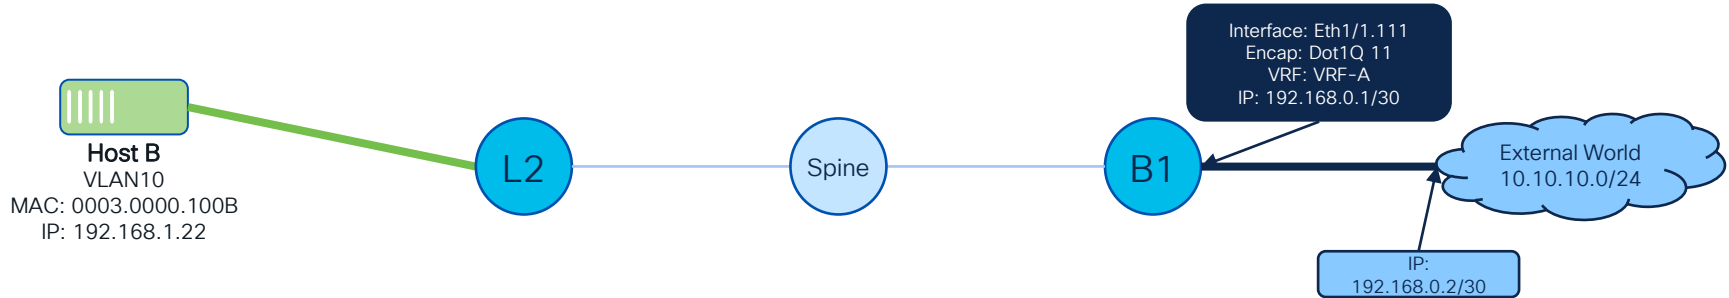 Interface: Eth1/1.111
Encap: Dot1Q 11
VRF: VRF-A
IP: 192.168.0.1/30
Host B
VLAN10
MAC: 0003.0000.100B
IP: 192.168.1.22
L2
Spine
B1
External World
10.10.10.0/24
IP:
192.168.0.2/30